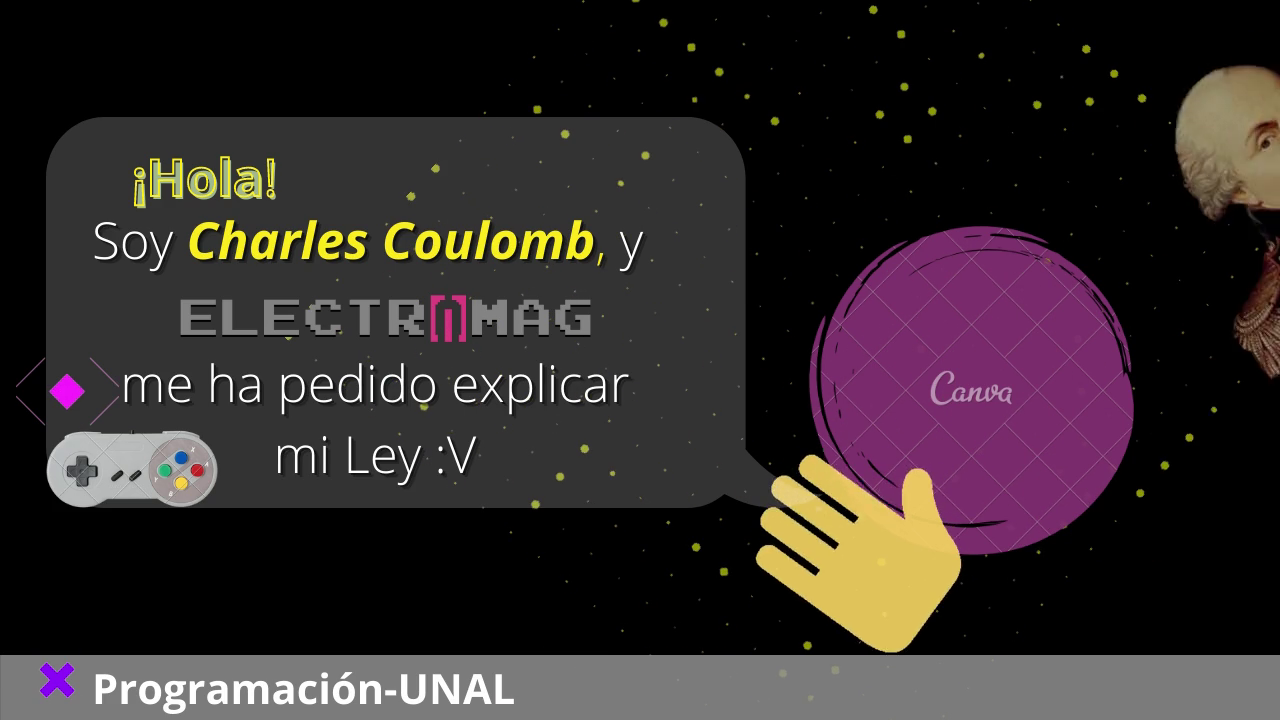 ¡Hola!
Soy Charles Coulomb, y
ELECTR[|]MAG
me ha pedido explicar
mi Ley :V
Canva
Programación-UNAL